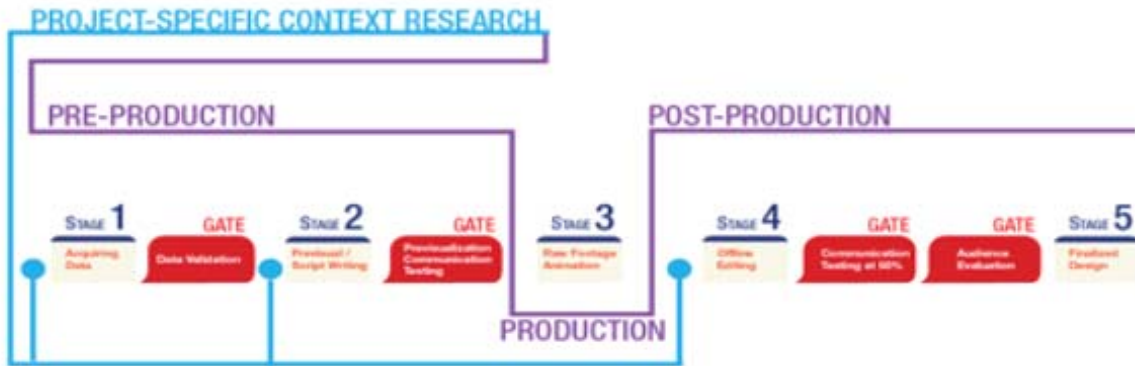 PROJECT-SPECIFIC CONTEXT RESEARCH
PRE-PRODUCTION
POST-PRODUCTION
STAGE 1
GATE
STAGE 2
GATE
STAGE 3
STAGE 4
GATE
GATE
STAGE 5
Acquiring
Data
Data Validation
Previsual /
Script Writing
Previsualization
Communication
Testing
Raw Footage
Animation
Offline
Editing
Communication
Testing at
Audience
Evaluation
Finalized
Design
PRODUCTION